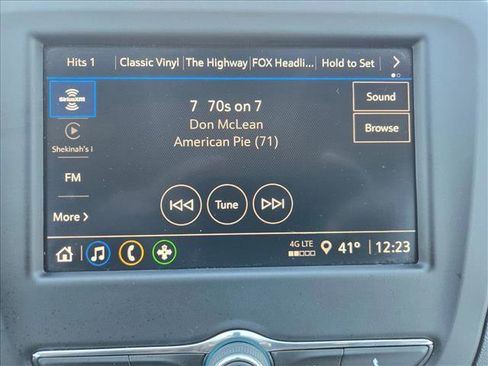 Hits 1 Classic Vinyl The Highway FOX Headli... Hold to Set
SiriusXM
7 70s on 7
Sound
Don McLean
Browse
American Pie (71)
Shekinah's i
FM
Tune
More
4G LTE
41° 12:23